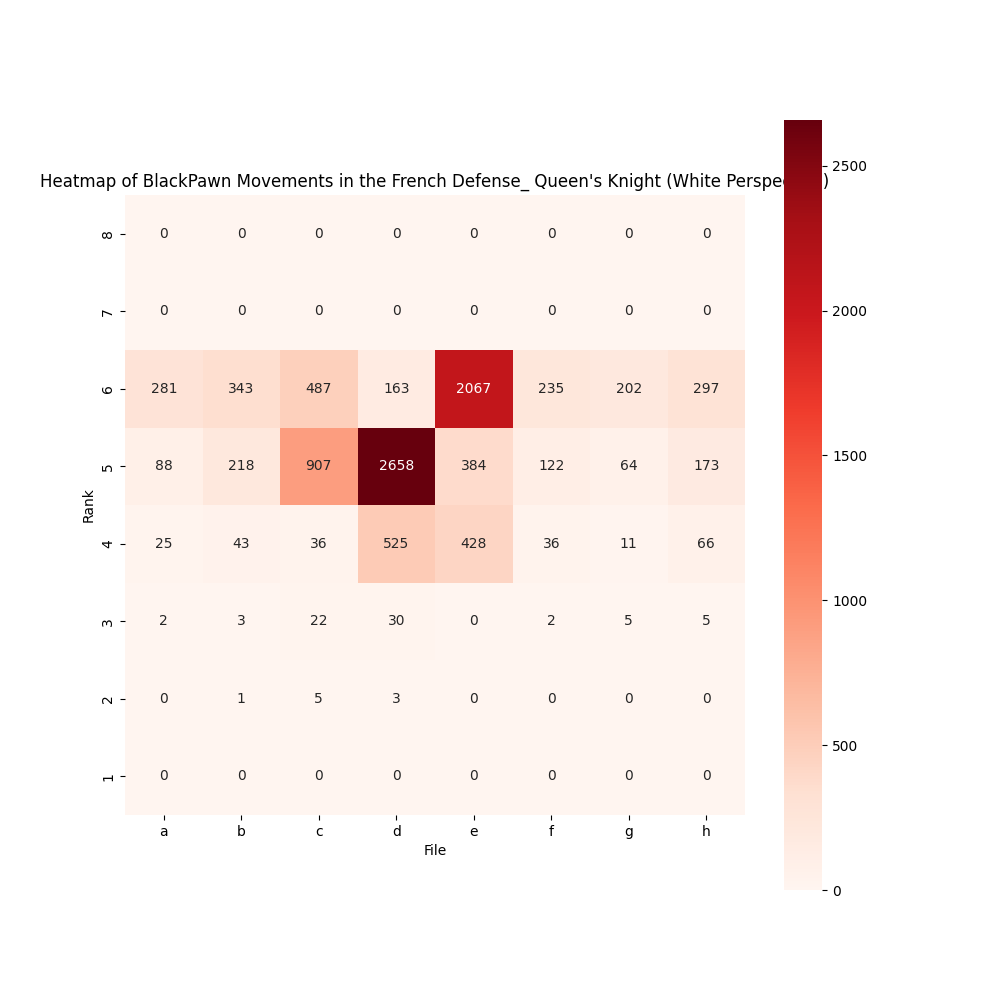 Heatmap of BlackPawn Movements in the French Defense_ Queen's Knight (White Perspe )
8 0 0 0 0 0 0 0 0
7 0 0 0 0 0 0 0 0
6 281 343 487 163 2067 235 202 297
5 88 218 907 2658 384 122 64 173
4 25 43 36 525 428 36 11 66
3 2 3 22 30 0 2 5 5
2 0 1 5 3 0 0 0 0
1 0 0 0 0 0 0 0 0
a b c d e f g h
Rank
File
2500
2000
1500
1000
500
0